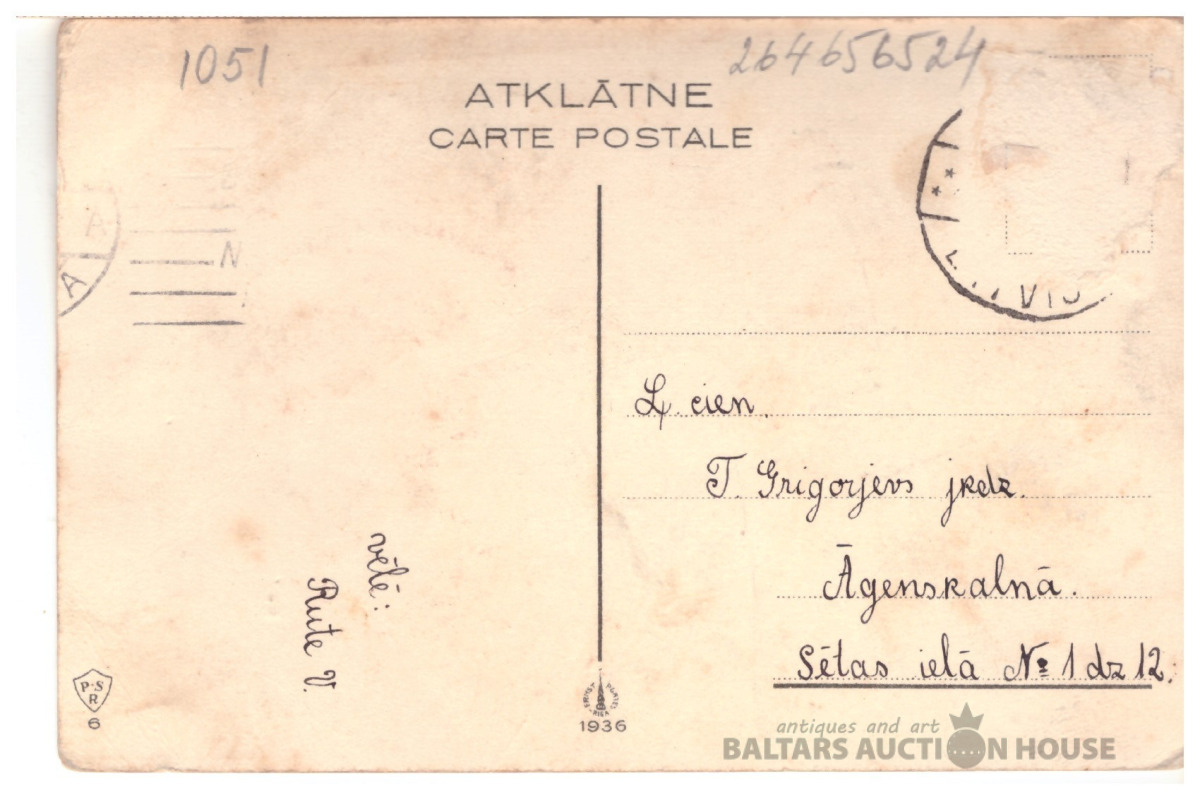 1051
264656524
ATKLĀTNE
CARTE POSTALE
A
A
N
L. cien.
T. Grigorjevs jkdz.
Āgenskalnā.
Sētas ielā № 1 dz 12.
vēlē:
Rute V.
P·S
R
6
1936
antiques and art
BALTARS AUCTION HOUSE